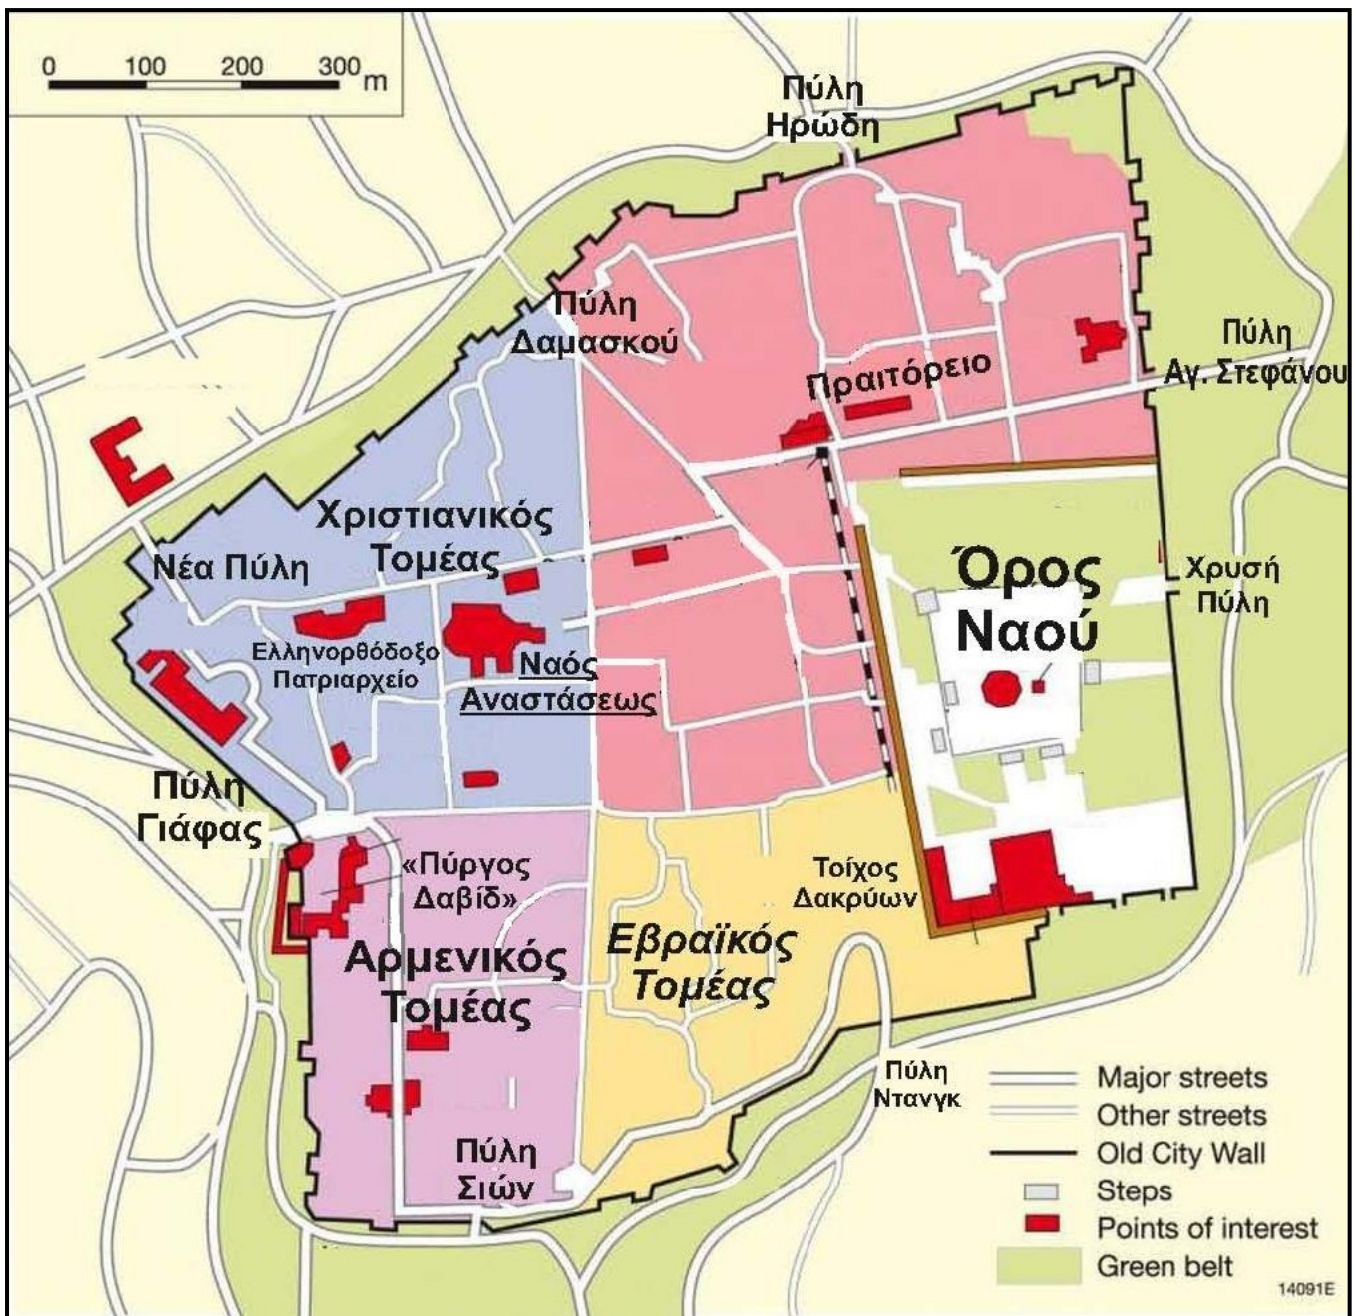 0 100 200 300 m
Πύλη
Ηρώδη
Πύλη
Δαμασκού
Πύλη
Αγ. Στεφάνου
Πραιτόρειο
Χριστιανικός
Τομέας
Νέα Πύλη
Όρος
Ναού
Χρυσή
Πύλη
Ελληνορθόδοξο
Πατριαρχείο
Ναός
Αναστάσεως
Πύλη
Γιάφας
«Πύργος
Δαβίδ»
Τοίχος
Δακρύων
Αρμενικός
Τομέας
Εβραϊκός
Τομέας
Πύλη
Ντανγκ
Πύλη
Σιών
Major streets
Other streets
Old City Wall
Steps
Points of interest
Green belt
14091E